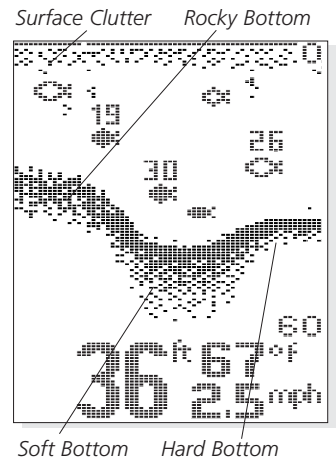 Surface Clutter Rocky Bottom
0
19
26
30
60
36 ft 67°f
2.5 mph
Soft Bottom Hard Bottom